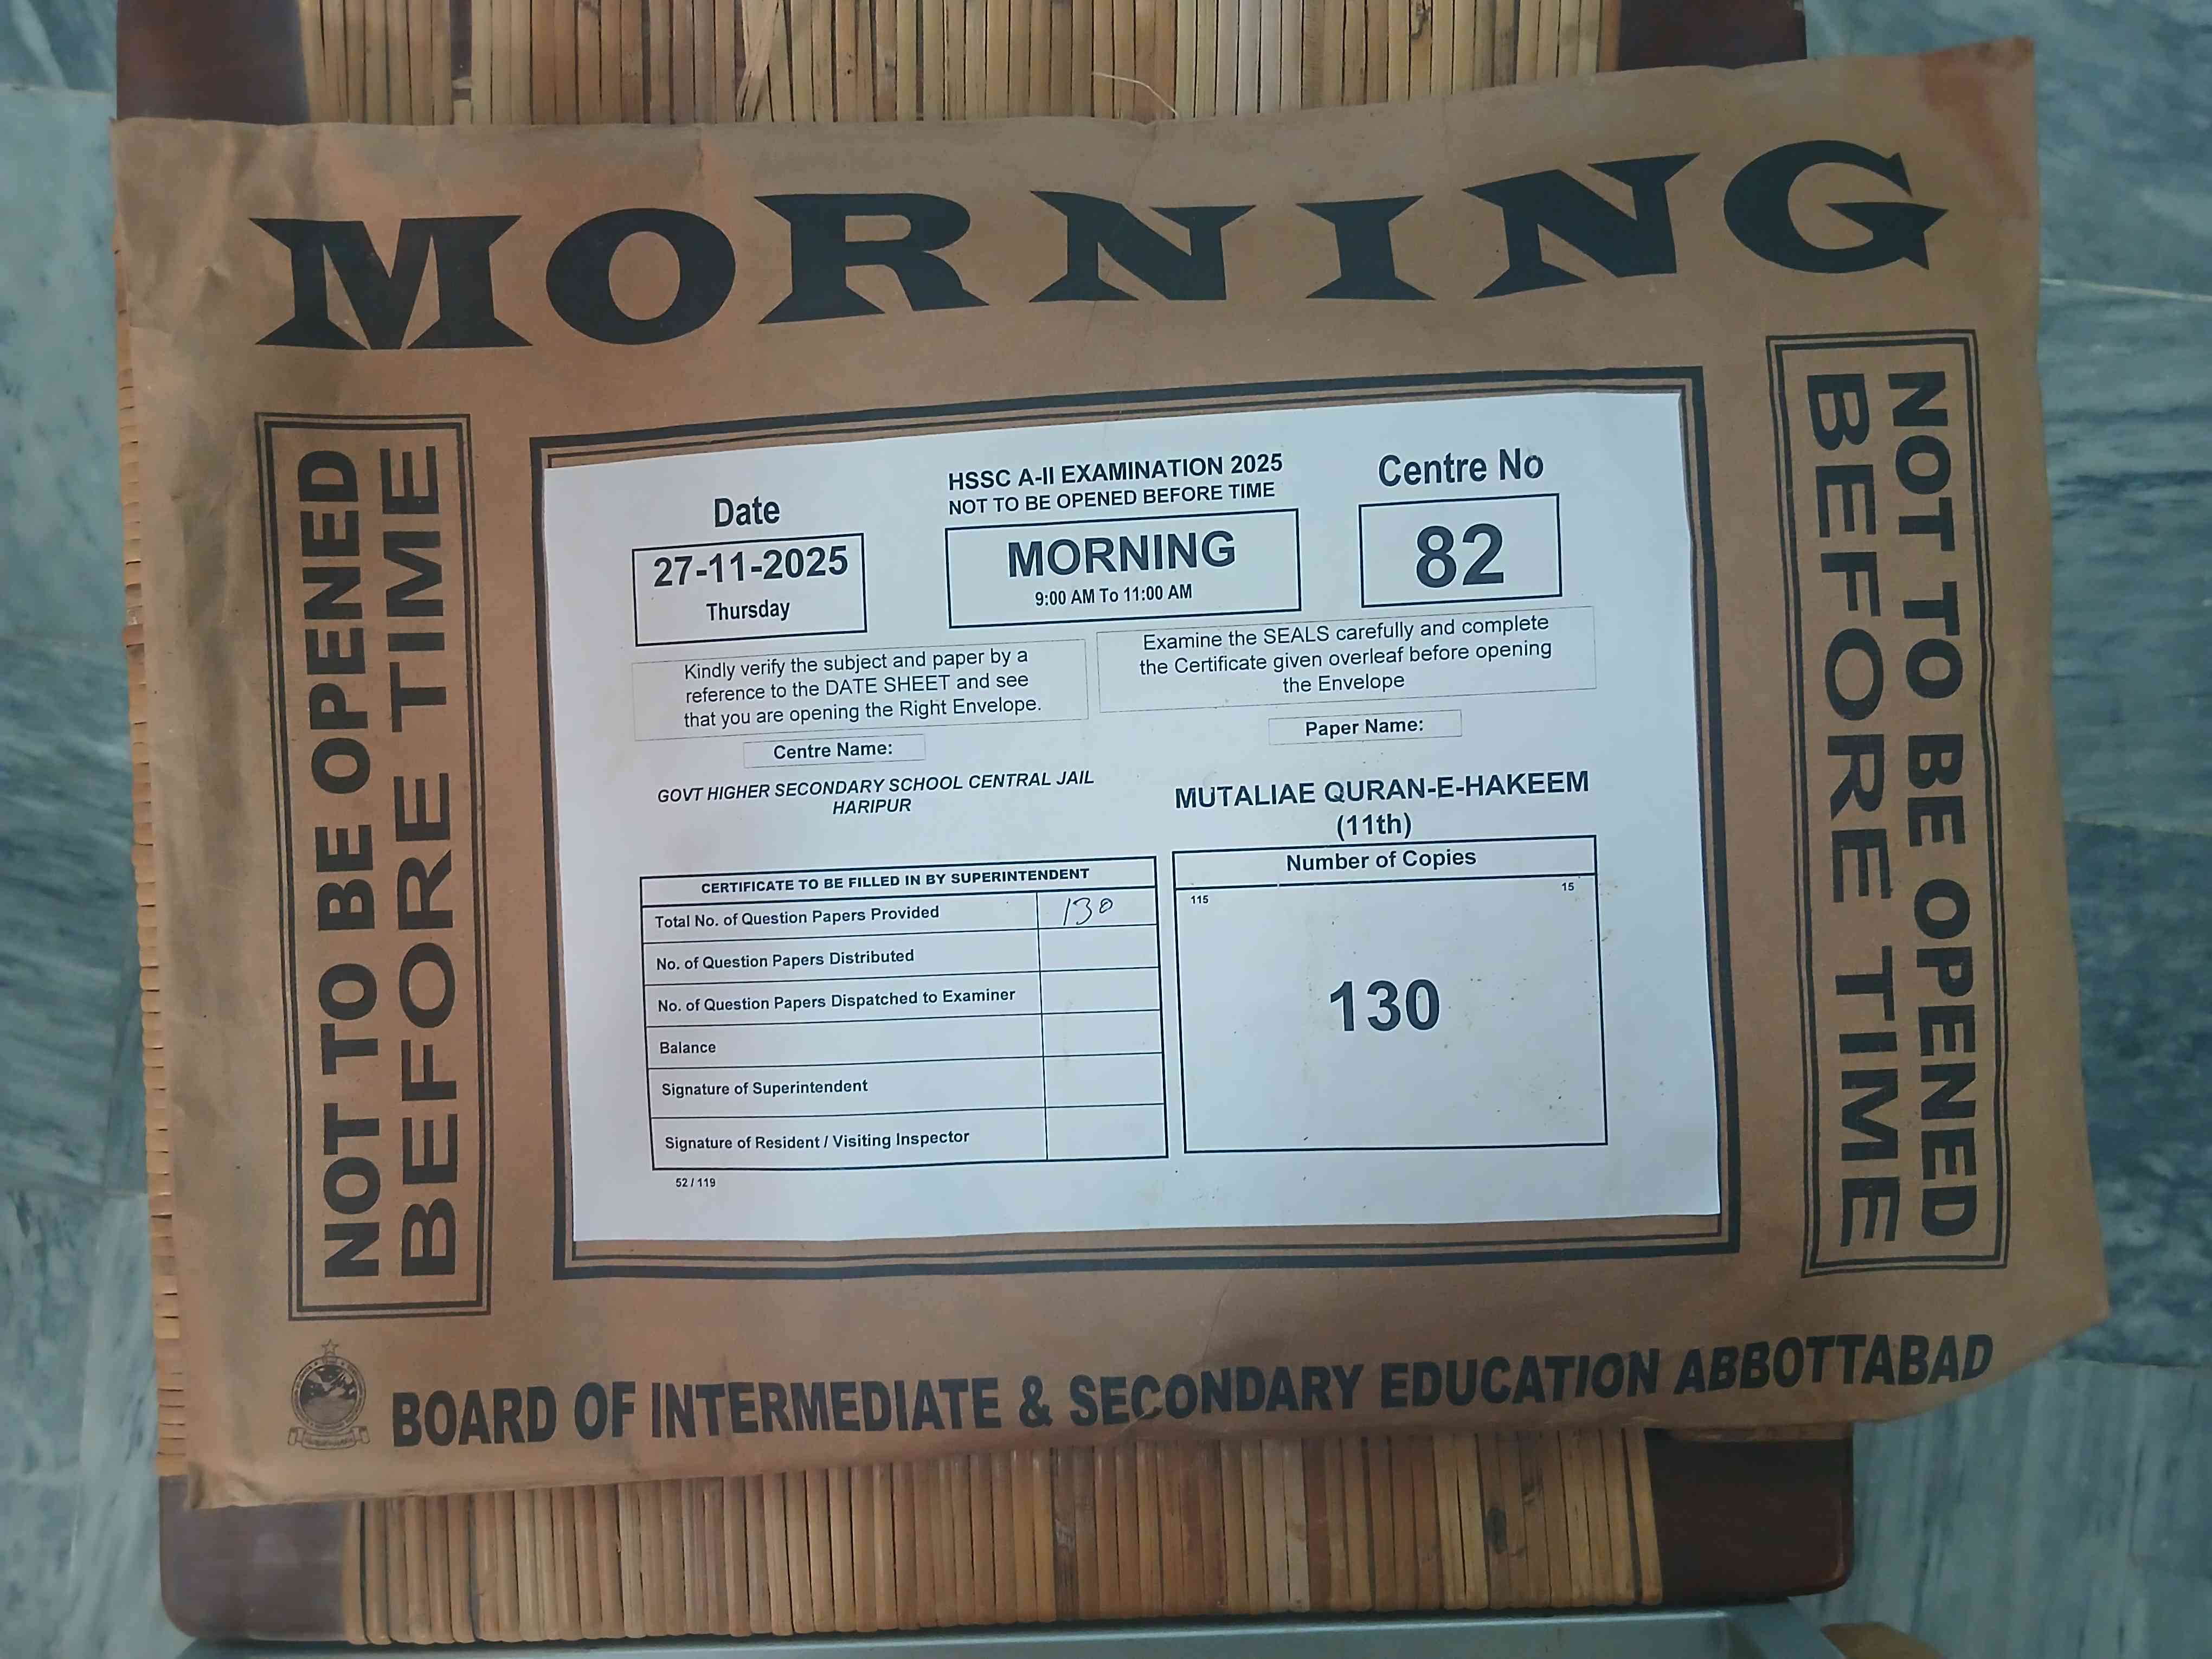 MORNING
NOT TO BE OPENED
BEFORE TIME
Date
27-11-2025
Thursday
HSSC A-II EXAMINATION 2025
NOT TO BE OPENED BEFORE TIME
MORNING
9:00 AM To 11:00 AM
Centre No
82
Kindly verify the subject and paper by a
reference to the DATE SHEET and see
that you are opening the Right Envelope.
Examine the SEALS carefully and complete
the Certificate given overleaf before opening
the Envelope
Centre Name:
GOVT HIGHER SECONDARY SCHOOL CENTRAL JAIL
HARIPUR
Paper Name:
MUTALIAE QURAN-E-HAKEEM
(11th)
CERTIFICATE TO BE FILLED IN BY SUPERINTENDENT
Total No. of Question Papers Provided 130
No. of Question Papers Distributed
No. of Question Papers Dispatched to Examiner
Balance
Signature of Superintendent
Signature of Resident / Visiting Inspector
52 / 119
Number of Copies
115 15
130
NOT TO BE OPENED
BEFORE TIME
BOARD OF INTERMEDIATE & SECONDARY EDUCATION ABBOTTABAD